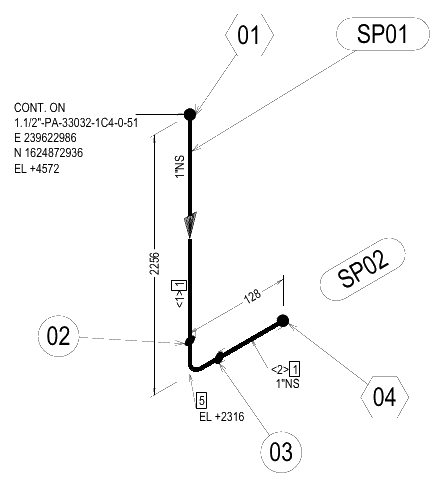 01
SP01
CONT. ON
1.1/2"-PA-33032-1C4-0-51
E 239622986
N 1624872936
EL +4572
1"NS
2256
<1>1
128
SP02
02
<2>1
1"NS
5
EL +2316
04
03